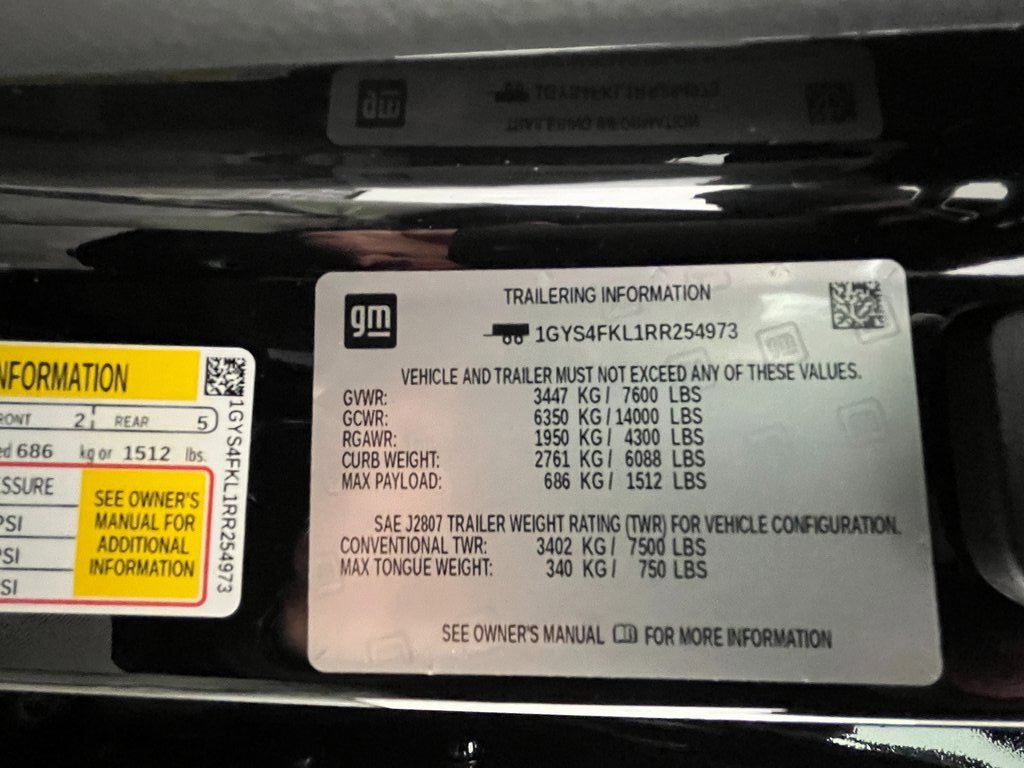 gm
TRAILERING INFORMATION
1GYS4FKL1RR254973
VEHICLE AND TRAILER MUST NOT EXCEED ANY OF THESE VALUES.
GVWR: 3447 KG/ 7600 LBS
GCWR: 6350 KG/14000 LBS
RGAWR: 1950 KG/ 4300 LBS
CURB WEIGHT: 2761 KG/ 6088 LBS
MAX PAYLOAD: 686 KG/ 1512 LBS
SAE J2807 TRAILER WEIGHT RATING (TWR) FOR VEHICLE CONFIGURATION.
CONVENTIONAL TWR: 3402 KG/ 7500 LBS
MAX TONGUE WEIGHT: 340 KG/ 750 LBS
SEE OWNER'S MANUAL FOR MORE INFORMATION
NFORMATION
RONT 2 REAR 5
ed 686 kg or 1512 lbs.
SSURE
PSI
PSI
PSI
SEE OWNER'S
MANUAL FOR
ADDITIONAL
INFORMATION
1GYS4FKL1RR254973